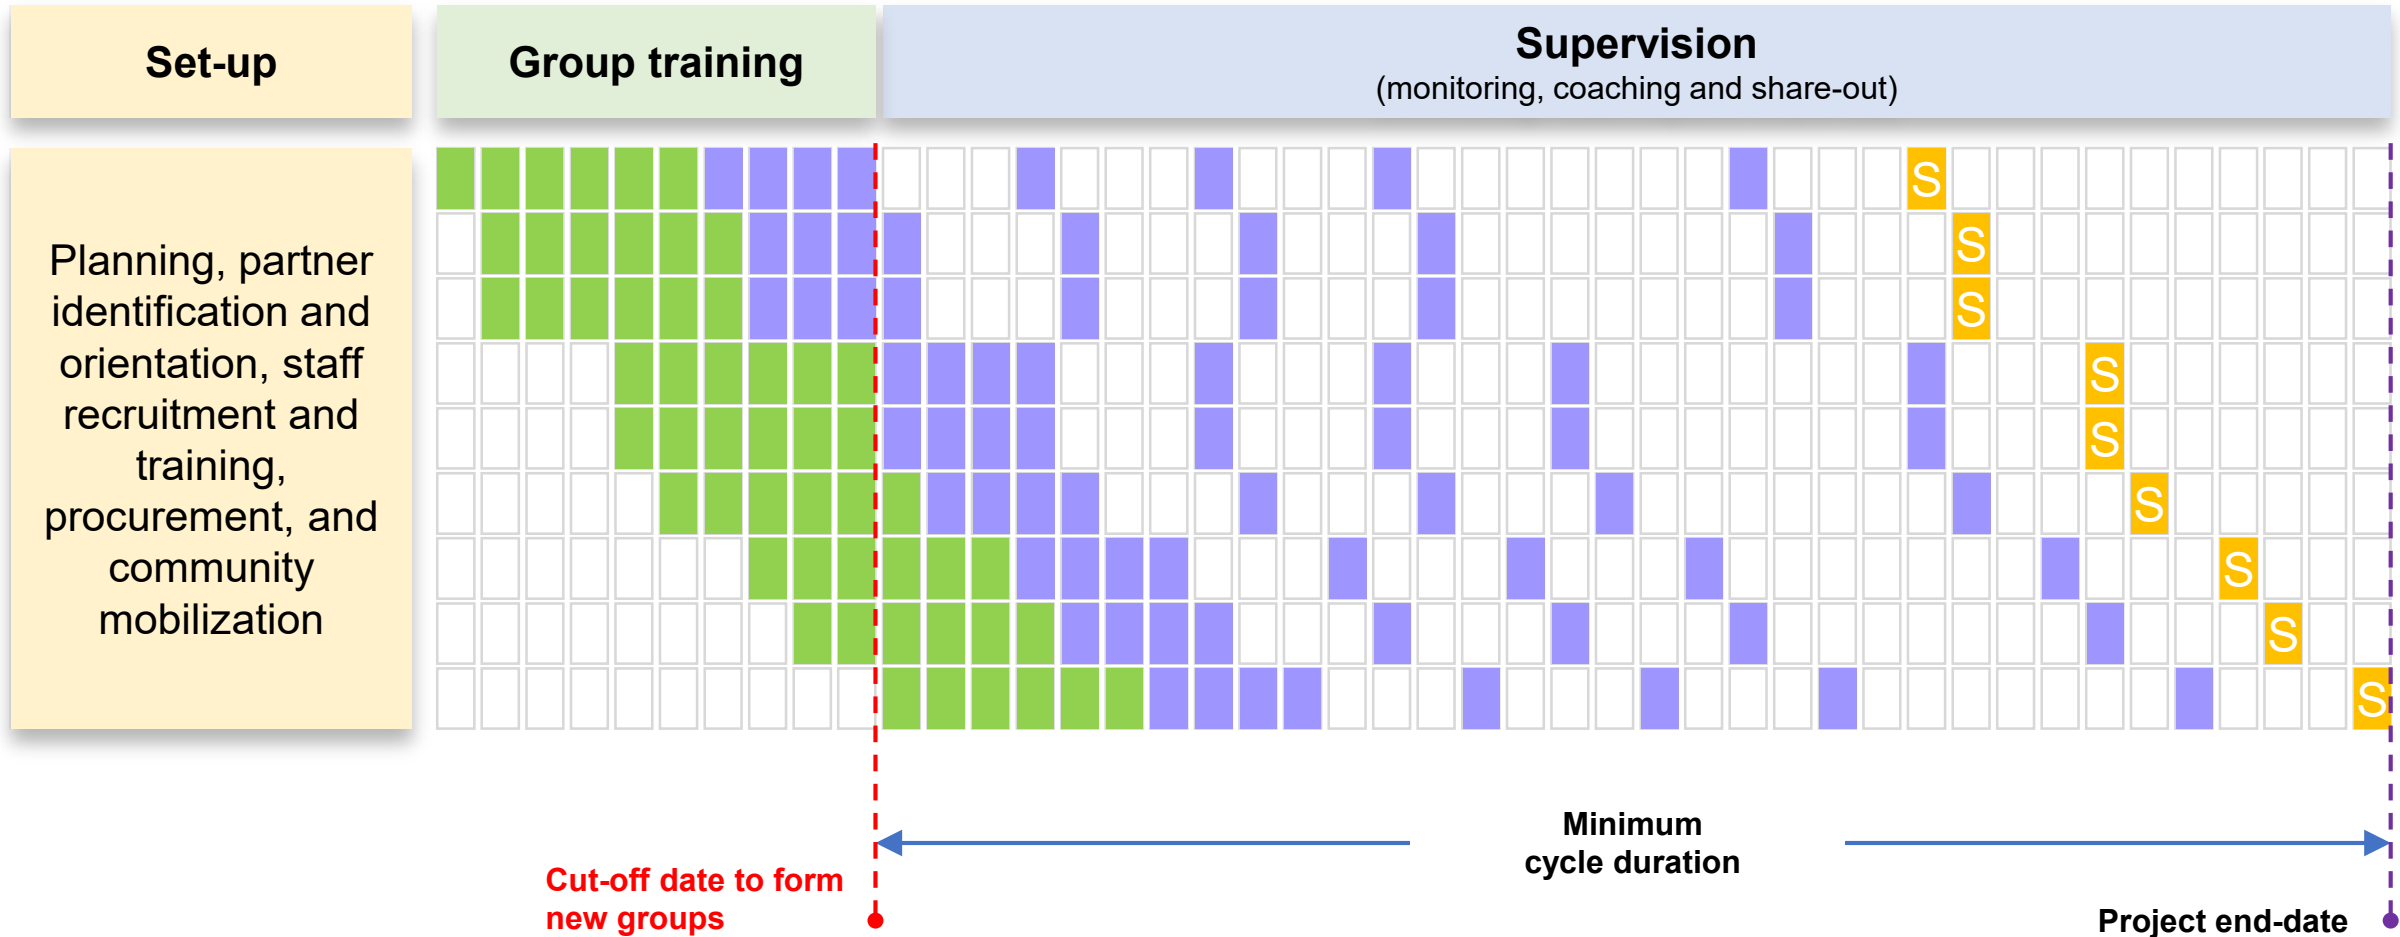 Set-up
Group training
Supervision
(monitoring, coaching and share-out)
Planning, partner
identification and
orientation, staff
recruitment and
training,
procurement, and
community
mobilization
S
S
S
S
S
S
S
S
S
Minimum
cycle duration
Cut-off date to form
new groups
Project end-date